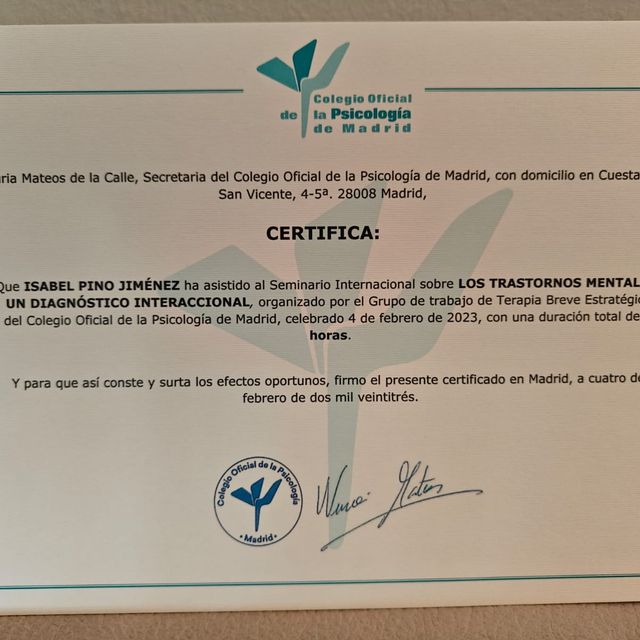 Colegio Oficial
de la Psicología
de Madrid
Mateos de la Calle, Secretaria del Colegio Oficial de la Psicología de Madrid, con domicilio en Cuesta
San Vicente, 4-5ª. 28008 Madrid,
CERTIFICA:
Que ISABEL PINO JIMÉNEZ ha asistido al Seminario Internacional sobre LOS TRASTORNOS
UN DIAGNÓSTICO INTERACCIONAL, organizado por el Grupo de trabajo de Terapia Breve
del Colegio Oficial de la Psicología de Madrid, celebrado 4 de febrero de 2023, con una duración total de
horas.
Y para que así conste y surta los efectos oportunos, firmo el presente certificado en Madrid, a cuatro de
febrero de dos mil veintitrés.
Colegio Oficial de la Psicología
• Madrid •